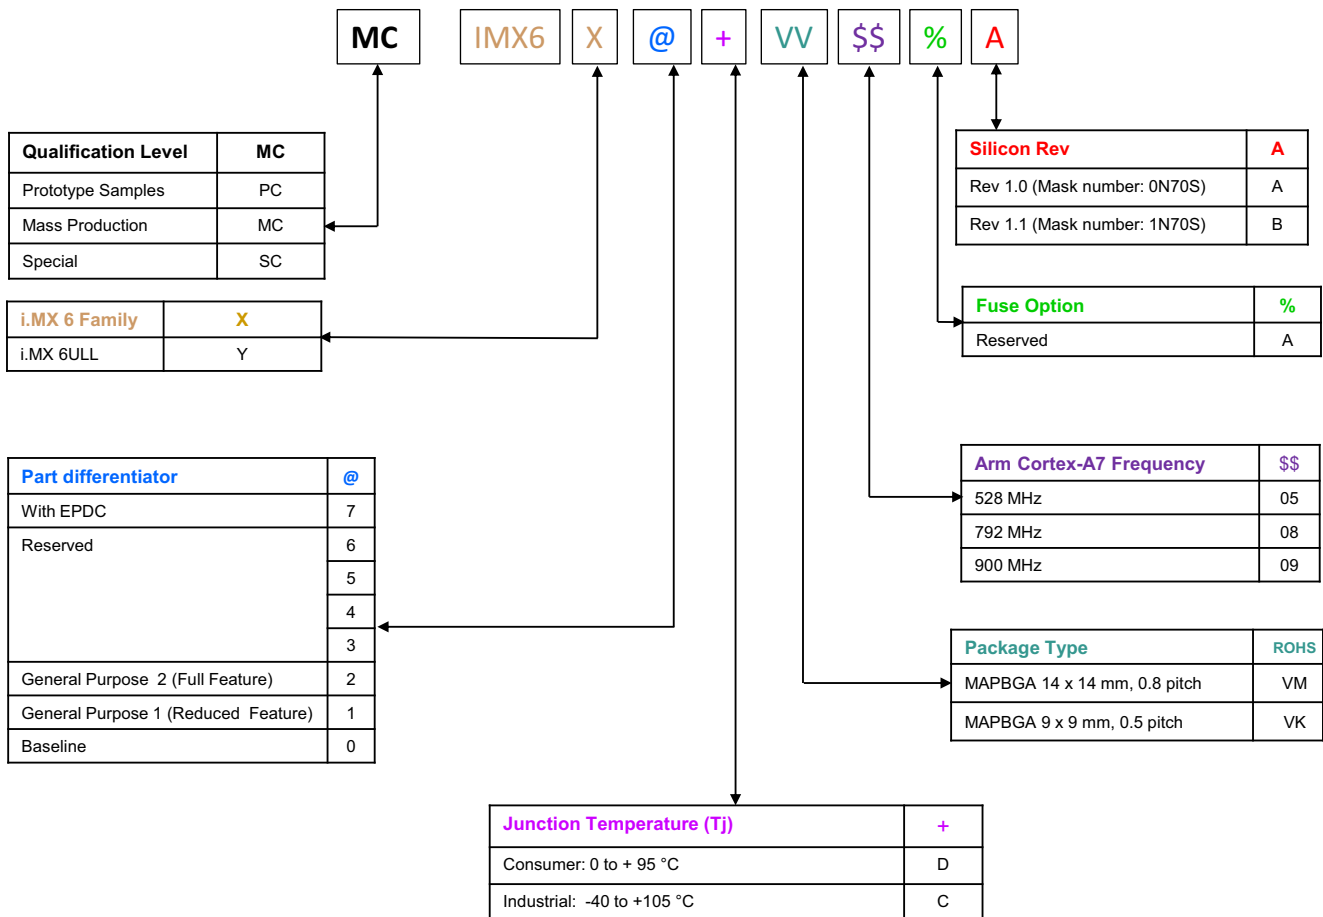 MC IMX6 X @ + VV $$ % A
Qualification Level MC
Prototype Samples PC
Mass Production MC
Special SC
Silicon Rev A
Rev 1.0 (Mask number: 0N70S) A
Rev 1.1 (Mask number: 1N70S) B
i.MX 6 Family X
i.MX 6ULL Y
Fuse Option %
Reserved A
Part differentiator @
With EPDC 7
Reserved 6
5
4
3
General Purpose 2 (Full Feature) 2
General Purpose 1 (Reduced Feature) 1
Baseline 0
Arm Cortex-A7 Frequency $$
528 MHz 05
792 MHz 08
900 MHz 09
Package Type ROHS
MAPBGA 14 x 14 mm, 0.8 pitch VM
MAPBGA 9 x 9 mm, 0.5 pitch VK
Junction Temperature (Tj) +
Consumer: 0 to + 95 °C D
Industrial: -40 to +105 °C C